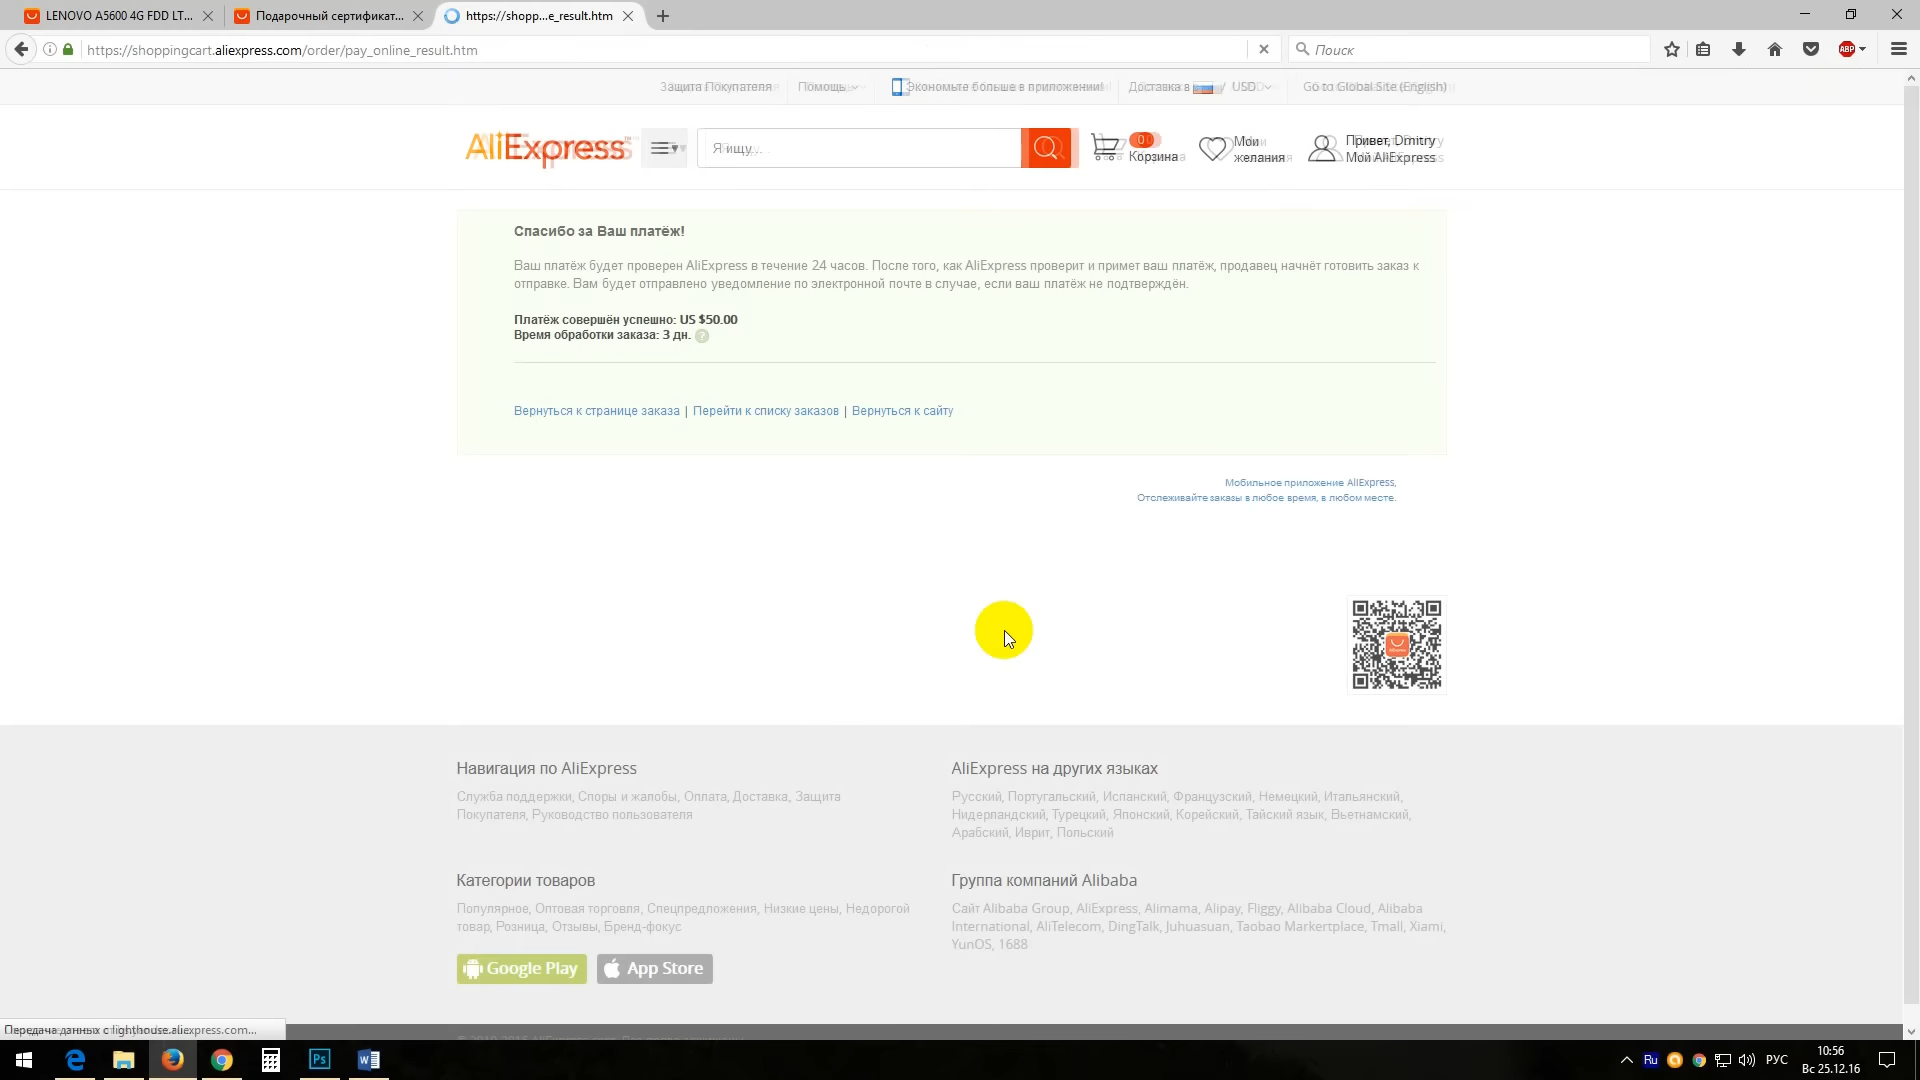 LENOVO A5600 4G FDD LT...
Подарочный сертификат...
https://shopp...e_result.htm
https://shoppingcart.aliexpress.com/order/pay_online_result.htm
Поиск
ABP
Защита Покупателя
Помощь
Экономьте больше в приложении!
Доставка в / USD
Go to Global Site (English)
AliExpress
Я ищу...
0
Корзина
Мои желания
Привет, Dmitry
Мой AliExpress
Спасибо за Ваш платёж!
Ваш платёж будет проверен AliExpress в течение 24 часов. После того, как AliExpress проверит и примет ваш платёж, продавец начнёт готовить заказ к
отправке. Вам будет отправлено уведомление по электронной почте в случае, если ваш платёж не подтверждён.
Платёж совершён успешно: US $50.00
Время обработки заказа: 3 дн. ?
Вернуться к странице заказа | Перейти к списку заказов | Вернуться к сайту
Мобильное приложение AliExpress,
Отслеживайте заказы в любое время, в любом месте.
Навигация по AliExpress
Служба поддержки, Споры и жалобы, Оплата, Доставка, Защита
Покупателя, Руководство пользователя
AliExpress на других языках
Русский, Португальский, Испанский, Французский, Немецкий, Итальянский,
Нидерландский, Турецкий, Японский, Корейский, Тайский язык, Вьетнамский,
Арабский, Иврит, Польский
Категории товаров
Популярное, Оптовая торговля, Спецпредложения, Низкие цены, Недорогой
товар, Розница, Отзывы, Бренд-фокус
Группа компаний Alibaba
Сайт Alibaba Group, AliExpress, Alimama, Alipay, Fliggy, Alibaba Cloud, Alibaba
International, AliTelecom, DingTalk, Juhuasuan, Taobao Markertplace, Tmall, Xiami,
YunOS, 1688
Google Play
App Store
Передача данных с lighthouse.aliexpress.com...
Ru
РУС
10:56
Вс 25.12.16